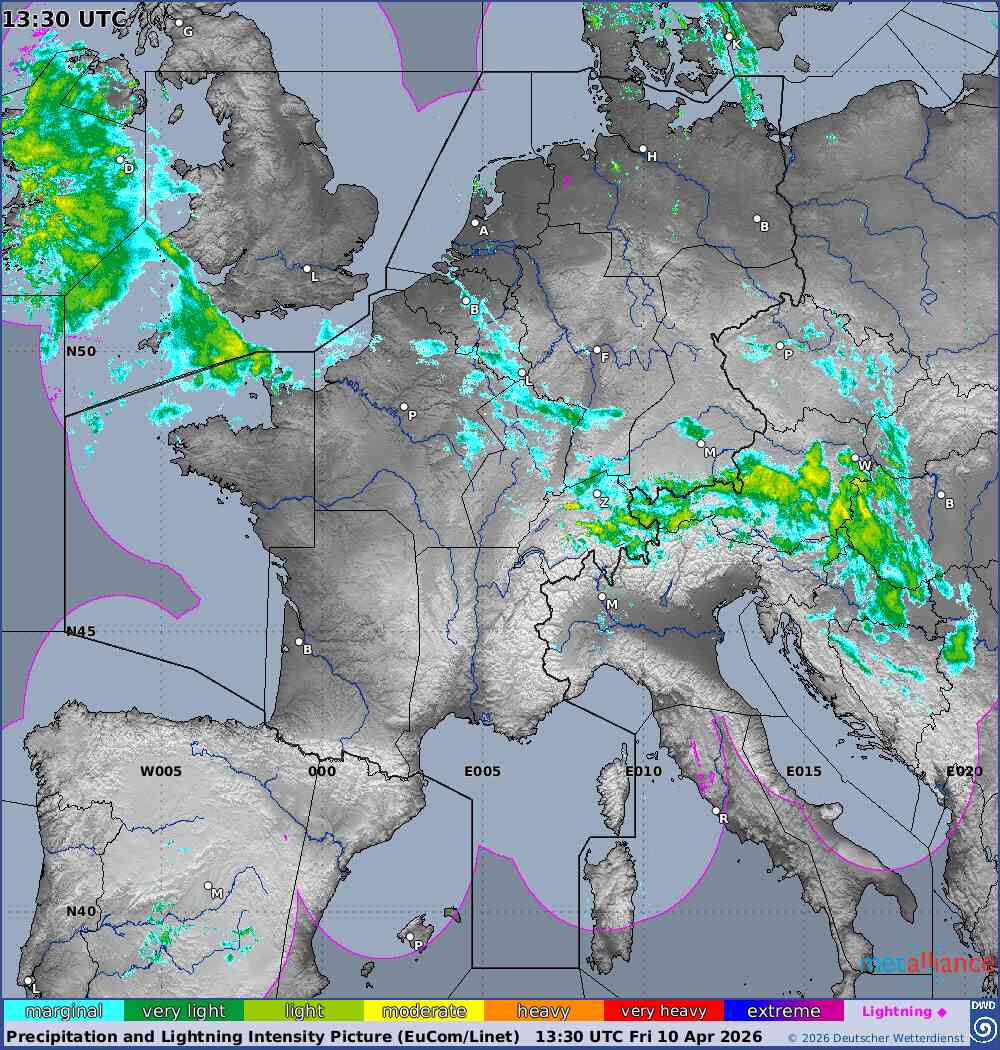 13:30 UTC
G
K
D
H
A
B
L
B
N50
F
P
L
P
M
W
Z
B
M
N45
B
W005
000
E005
E010
E015
E020
R
M
N40
P
L
metalliance
marginal
very light
light
moderate
heavy
very heavy
extreme
Lightning ◆
DWD
Precipitation and Lightning Intensity Picture (EuCom/Linet) 13:30 UTC Fri 10 Apr 2026 © 2026 Deutscher Wetterdienst